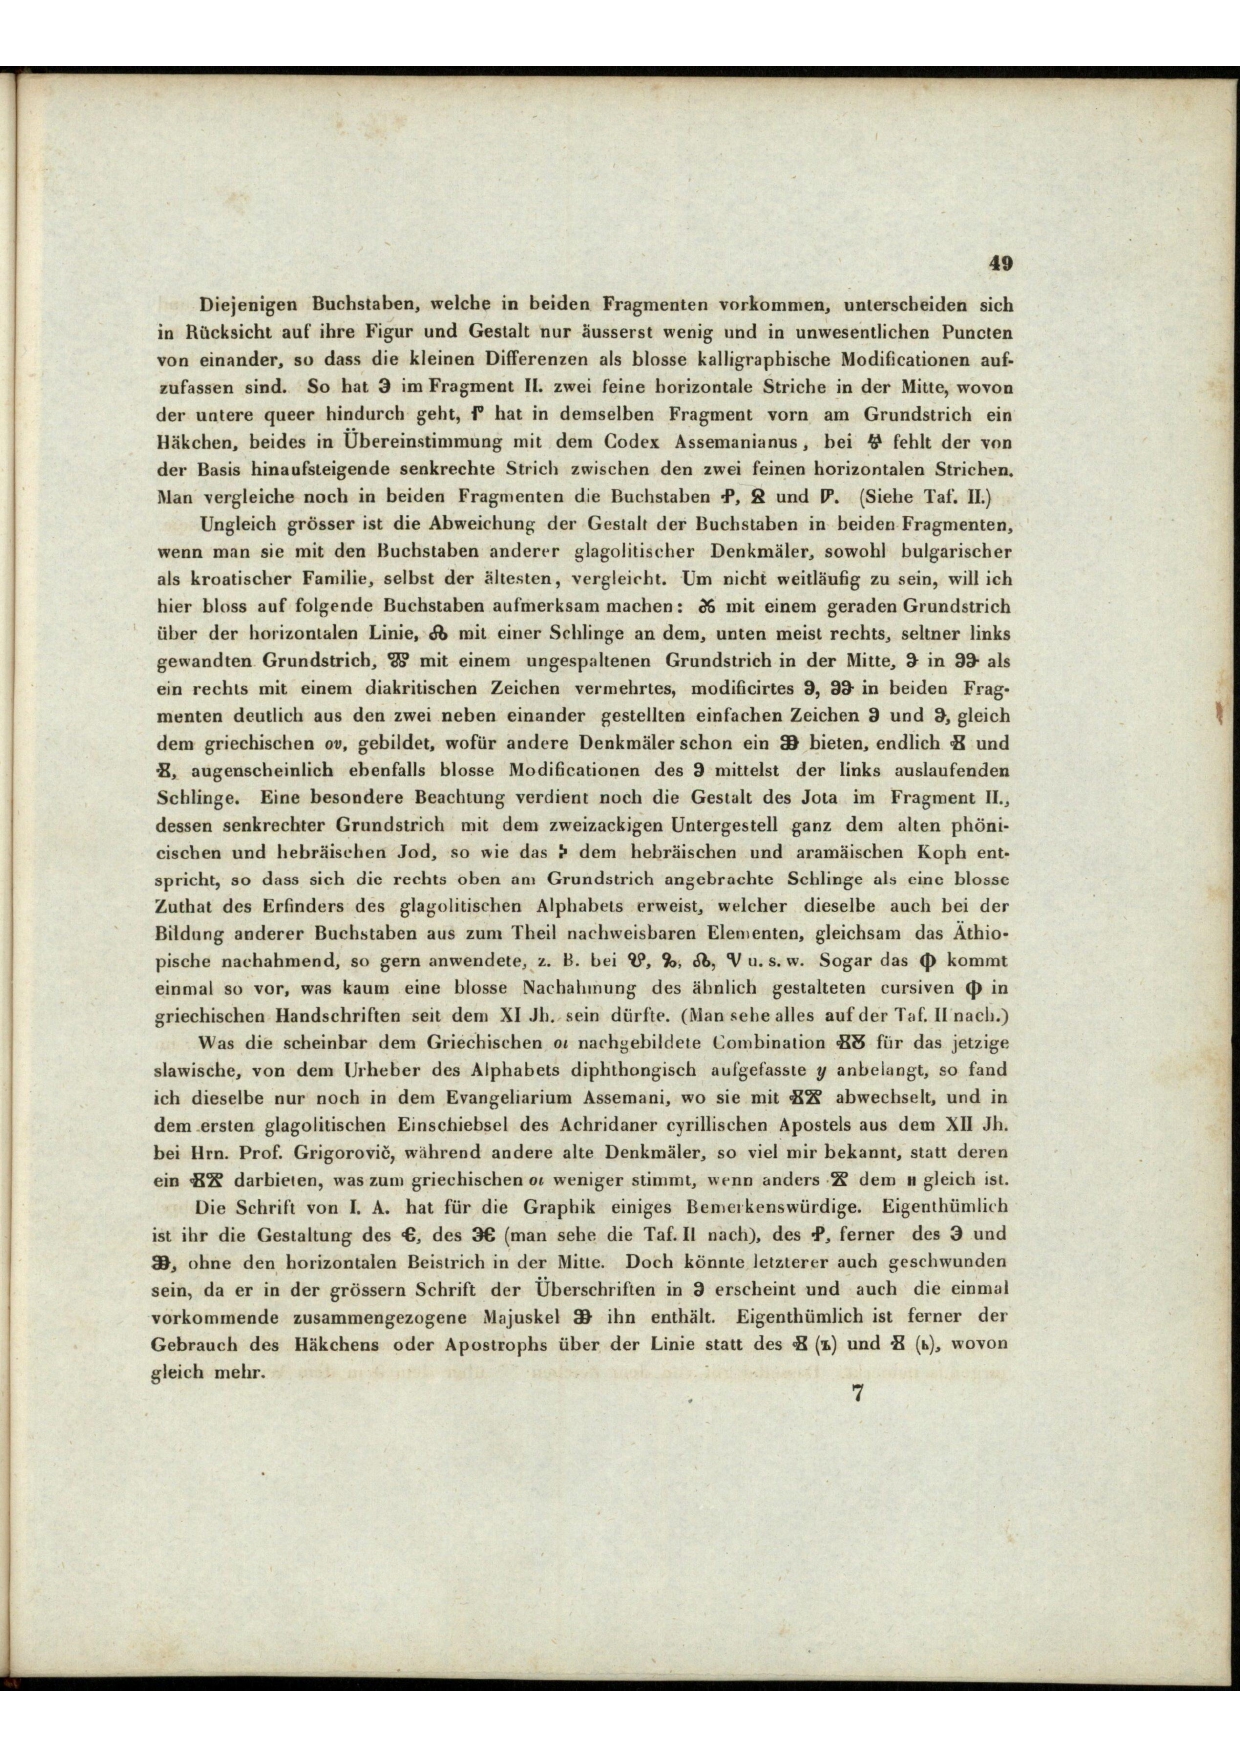 49
Diejenigen Buchstaben, welche in beiden Fragmenten vorkommen, unterscheiden sich
in Rücksicht auf ihre Figur und Gestalt nur äusserst wenig und in unwesentlichen Puncten
von einander, so dass die kleinen Differenzen als blosse kalligraphische Modificationen auf-
zufassen sind. So hat Ⰵ im Fragment II. zwei feine horizontale Striche in der Mitte, wovon
der untere queer hindurch geht, hat in demselben Fragment vorn am Grundstrich ein
Häkchen, beides in Übereinstimmung mit dem Codex Assemanianus, bei fehlt der von
der Basis hinaufsteigende senkrechte Strich zwischen den zwei feinen horizontalen Strichen.
Man vergleiche noch in beiden Fragmenten die Buchstaben und (Siehe Taf. II.)
Ungleich grösser ist die Abweichung der Gestalt der Buchstaben in beiden Fragmenten,
wenn man sie mit den Buchstaben anderer glagolitischer Denkmäler, sowohl bulgarischer
als kroatischer Familie, selbst der ältesten, vergleicht. Um nicht weitläufig zu sein, will ich
hier bloss auf folgende Buchstaben aufmerksam machen: mit einem geraden Grundstrich
über der horizontalen Linie, mit einer Schlinge an dem, unten meist rechts, seltner links
gewandten Grundstrich, mit einem ungespaltenen Grundstrich in der Mitte, in als
ein rechts mit einem diakritischen Zeichen vermehrtes, modificirtes Ⰵ, in beiden Frag-
menten deutlich aus den zwei neben einander gestellten einfachen Zeichen Ⰵ und gleich
dem griechischen ου, gebildet, wofür andere Denkmäler schon ein bieten, endlich und
augenscheinlich ebenfalls blosse Modificationen des Ⰵ mittelst der links auslaufenden
Schlinge. Eine besondere Beachtung verdient noch die Gestalt des Jota im Fragment II.,
dessen senkrechter Grundstrich mit dem zweizackigen Untergestell ganz dem alten phöni-
cischen und hebräischen Jod, so wie das dem hebräischen und aramäischen Koph ent-
spricht, so dass sich die rechts oben am Grundstrich angebrachte Schlinge als eine blosse
Zuthat des Erfinders des glagolitischen Alphabets erweist, welcher dieselbe auch bei der
Bildung anderer Buchstaben aus zum Theil nachweisbaren Elementen, gleichsam das Äthio-
pische nachahmend, so gern anwendete, z. B. bei u. s. w. Sogar das Ⱇ kommt
einmal so vor, was kaum eine blosse Nachahmung des ähnlich gestalteten cursiven φ in
griechischen Handschriften seit dem XI Jh. sein dürfte. (Man sehe alles auf der Taf. II nach.)
Was die scheinbar dem Griechischen οι nachgebildete Combination ⰟⰉ für das jetzige
slawische, von dem Urheber des Alphabets diphthongisch aufgefasste y anbelangt, so fand
ich dieselbe nur noch in dem Evangeliarium Assemani, wo sie mit ⰟⰊ abwechselt, und in
dem ersten glagolitischen Einschiebsel des Achridaner cyrillischen Apostels aus dem XII Jh.
bei Hrn. Prof. Grigorovič, während andere alte Denkmäler, so viel mir bekannt, statt deren
ein ⰟⰊ darbieten, was zum griechischen οι weniger stimmt, wenn anders Ⰺ dem и gleich ist.
Die Schrift von I. A. hat für die Graphik einiges Bemerkenswürdige. Eigenthümlich
ist ihr die Gestaltung des Ⱔ, des Ⱗ (man sehe die Taf. II nach), des Ⱀ, ferner des Ⰵ und
Ⱆ, ohne den horizontalen Beistrich in der Mitte. Doch könnte letzterer auch geschwunden
sein, da er in der grössern Schrift der Überschriften in Ⰵ erscheint und auch die einmal
vorkommende zusammengezogene Majuskel Ⱆ ihn enthält. Eigenthümlich ist ferner der
Gebrauch des Häkchens oder Apostrophs über der Linie statt des Ⱏ (ъ) und Ⱐ (ь), wovon
gleich mehr.
7